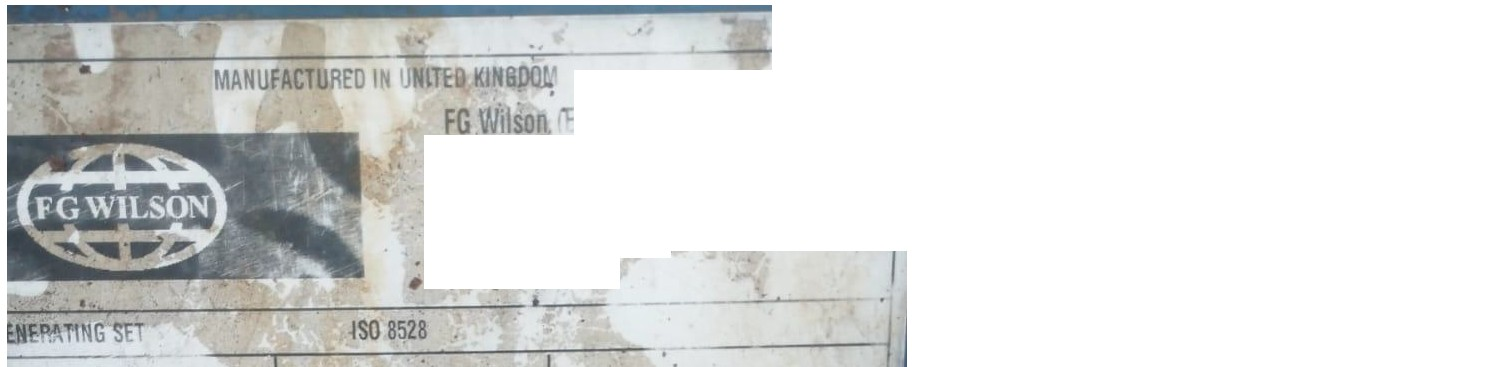 MANUFACTURED IN UNITED KINGDOM
FG Wilson
FG WILSON
ENERATING SET ISO 8528